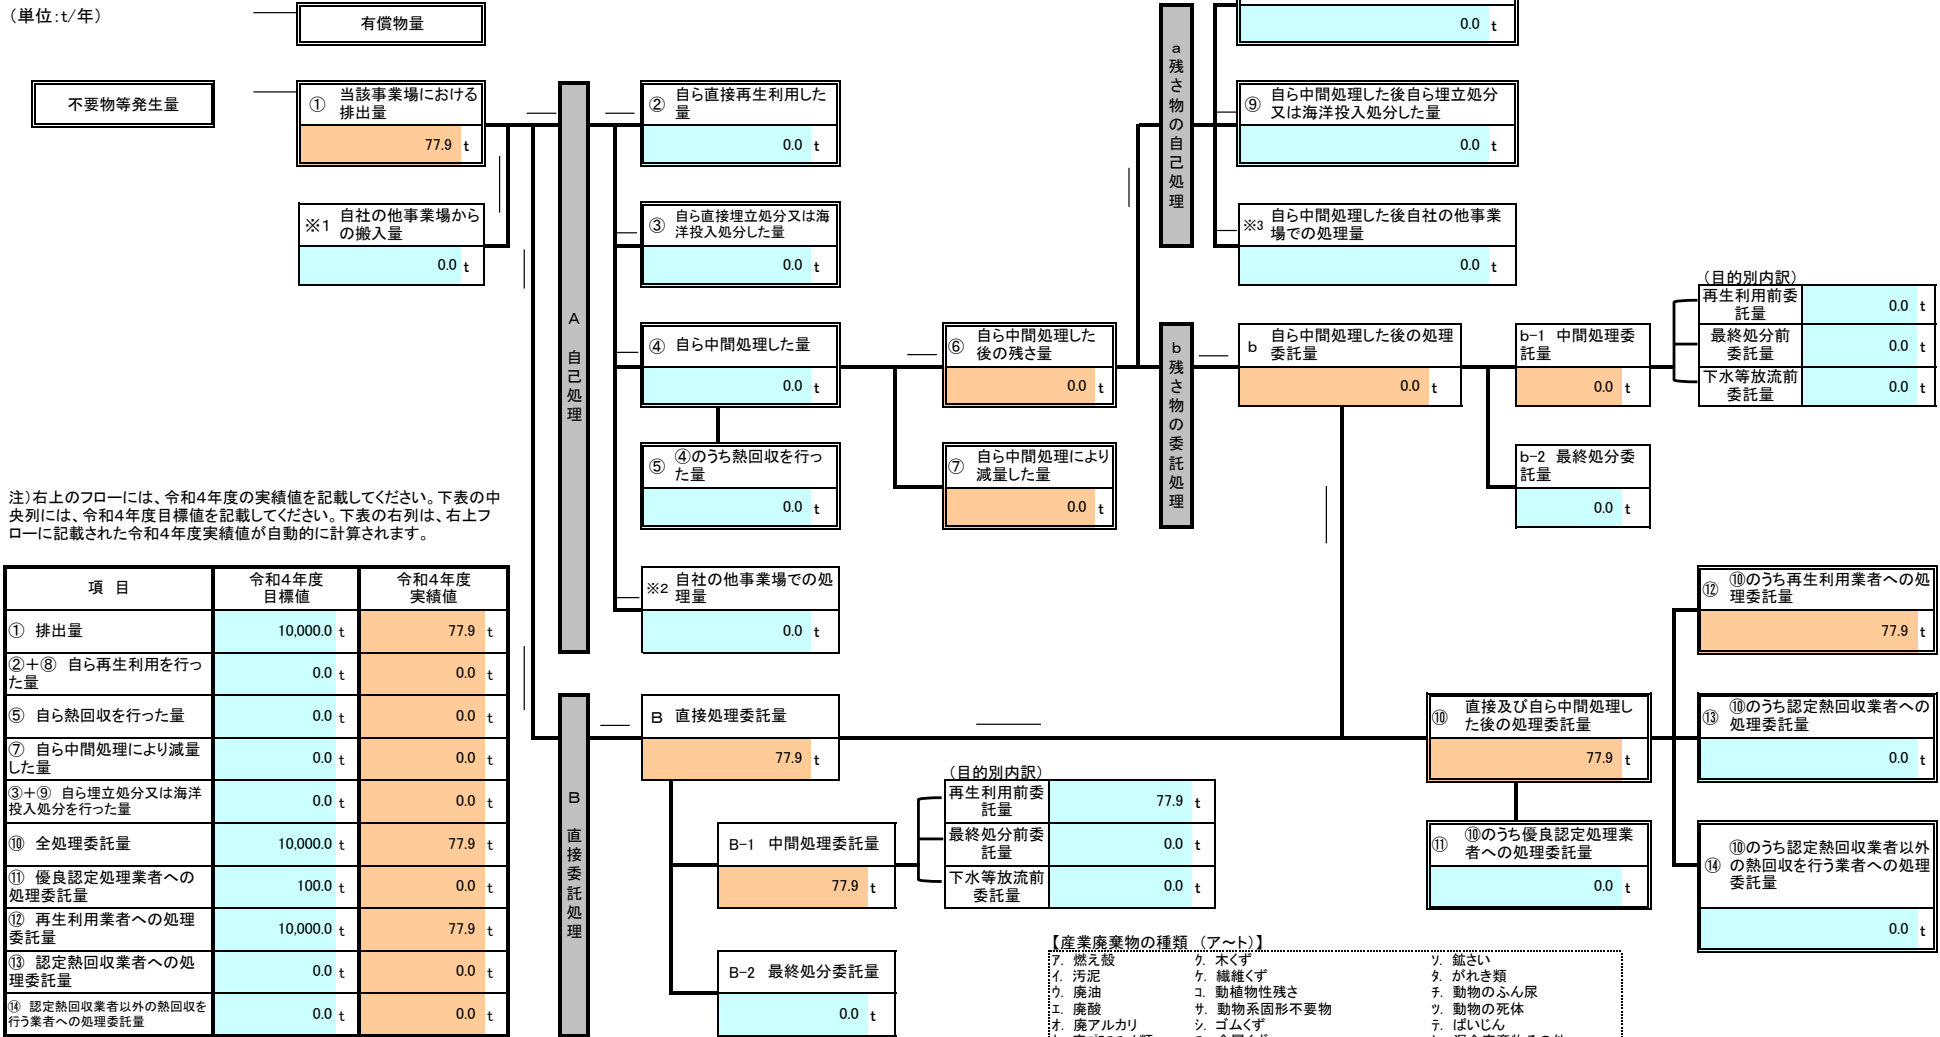 （単位：t/年）
有償物量
不要物等発生量
① 当該事業場における
排出量
77.9 t
※1 自社の他事業場から
の搬入量
0.0 t
A 自己処理
② 自ら直接再生利用した
量
0.0 t
③ 自ら直接埋立処分又は海
洋投入処分した量
0.0 t
④ 自ら中間処理した量
0.0 t
⑤ ④のうち熱回収を行っ
た量
0.0 t
※2 自社の他事業場での処
理量
0.0 t
⑥ 自ら中間処理した
後の残さ量
0.0 t
⑦ 自ら中間処理により
減量した量
0.0 t
a 残さ物の自己処理
0.0 t
⑨ 自ら中間処理した後自ら埋立処分
又は海洋投入処分した量
0.0 t
※3 自ら中間処理した後自社の他事業
場での処理量
0.0 t
b 残さ物の委託処理
b 自ら中間処理した後の処理
委託量
0.0 t
b-1 中間処理委
託量
0.0 t
（目的別内訳）
再生利用前委
託量
0.0 t
最終処分前
委託量
0.0 t
下水等放流前
委託量
0.0 t
b-2 最終処分委
託量
0.0 t
注）右上のフローには、令和4年度の実績値を記載してください。下表の中
央列には、令和4年度目標値を記載してください。下表の右列は、右上フ
ローに記載された令和4年度実績値が自動的に計算されます。
項 目 令和4年度
目標値 令和4年度
実績値
① 排出量 10,000.0 t 77.9 t
②＋⑧ 自ら再生利用を行っ
た量 0.0 t 0.0 t
⑤ 自ら熱回収を行った量 0.0 t 0.0 t
⑦ 自ら中間処理により減量
した量 0.0 t 0.0 t
③＋⑨ 自ら埋立処分又は海洋
投入処分を行った量 0.0 t 0.0 t
⑩ 全処理委託量 10,000.0 t 77.9 t
⑪ 優良認定処理業者への
処理委託量 100.0 t 0.0 t
⑫ 再生利用業者への処理
委託量 10,000.0 t 77.9 t
⑬ 認定熱回収業者への処
理委託量 0.0 t 0.0 t
⑭ 認定熱回収業者以外の熱回収を
行う業者への処理委託量 0.0 t 0.0 t
B 直接委託処理
B 直接処理委託量
77.9 t
B-1 中間処理委託量
77.9 t
（目的別内訳）
再生利用前委
託量
77.9 t
最終処分前委
託量
0.0 t
下水等放流前
委託量
0.0 t
B-2 最終処分委託量
0.0 t
⑩ 直接及び自ら中間処理し
た後の処理委託量
77.9 t
⑪ ⑩のうち優良認定処理業
者への処理委託量
0.0 t
⑫ ⑩のうち再生利用業者への処
理委託量
77.9 t
⑬ ⑩のうち認定熱回収業者への
処理委託量
0.0 t
⑭ ⑩のうち認定熱回収業者以外
の熱回収を行う業者への処理
委託量
0.0 t
【産業廃棄物の種類 （ア～ト）】
ア. 燃え殻 ク. 木くず ソ. 鉱さい
イ. 汚泥 ケ. 繊維くず タ. がれき類
ウ. 廃油 コ. 動植物性残さ チ. 動物のふん尿
エ. 廃酸 サ. 動物系固形不要物 ツ. 動物の死体
オ. 廃アルカリ シ. ゴムくず テ. ばいじん